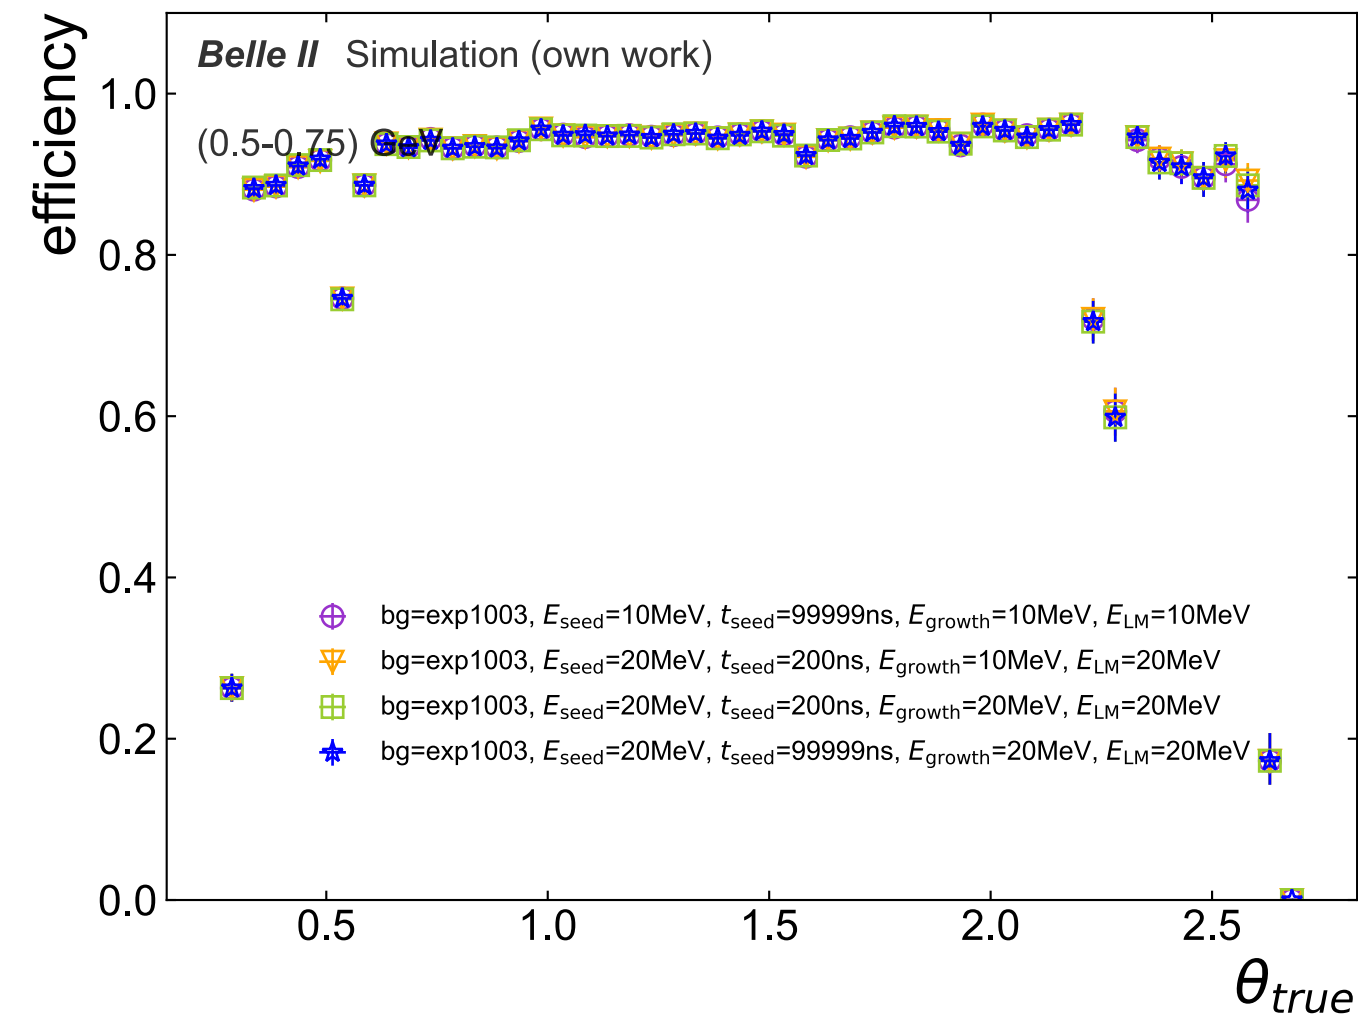 efficiency
Belle II Simulation (own work)
(0.5-0.75) GeV
1.0
0.8
0.6
0.4
0.2
0.0
bg=exp1003, Eseed=10MeV, tseed=99999ns, Egrowth=10MeV, ELM=10MeV
bg=exp1003, Eseed=20MeV, tseed=200ns, Egrowth=10MeV, ELM=20MeV
bg=exp1003, Eseed=20MeV, tseed=200ns, Egrowth=20MeV, ELM=20MeV
bg=exp1003, Eseed=20MeV, tseed=99999ns, Egrowth=20MeV, ELM=20MeV
0.5 1.0 1.5 2.0 2.5
θtrue